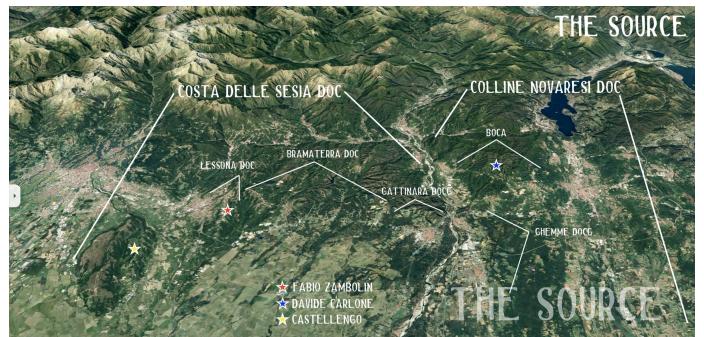 THE SOURCE
COSTA DELLE SESIA DOC
COLLINE NOVARESI DOC
BOCA
BRAMATERRA DOC
LESSONA DOC
GATTINARA DOCG
GHEMME DOCG
FABIO ZAMBOLIN
DAVIDE CARLONE
CASTELLENGO
THE SOURCE